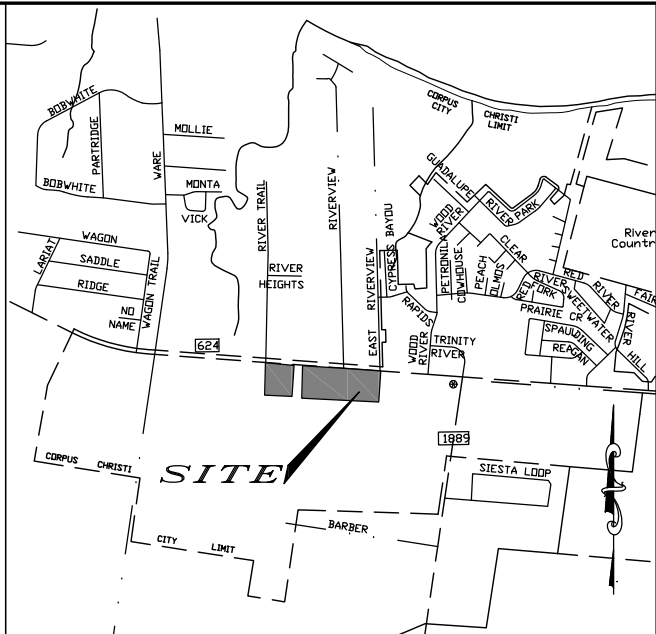 BOBWHITE
PARTRIDGE
BOBWHITE
WARE
MOLLIE
MONTA
VICK
WAGON
LARIAT
SADDLE
RIDGE
NO
NAME
WAGON TRAIL
624
RIVER TRAIL
RIVER
HEIGHTS
RIVERVIEW
EAST RIVERVIEW
CYPRESS BAYOU
CORPUS
CITY
CHRISTI
LIMIT
GUADALUPE
RIVER PARK
WOOD
RIVER
PETRONILA
COWHOUSE
PEACH
OLMOS
CLEAR
RED
FORK
RIVER
SWEETWATER
RED
RIVER
River
Countr
FAIR
PRAIRIE CR
SPAULDING
REAGAN
RIVER
HILL
RAPIDS
WOOD
RIVER
TRINITY
RIVER
1889
SITE
SIESTA LOOP
CORPUS CHRISTI
CITY LIMIT
BARBER